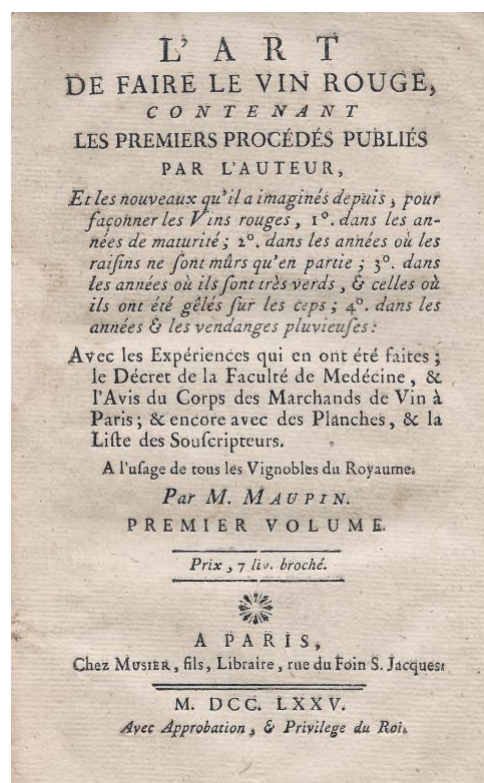 L'ART
DE FAIRE LE VIN ROUGE,
CONTENANT
LES PREMIERS PROCÉDÉS PUBLIÉS
PAR L'AUTEUR,
Et les nouveaux qu'il a imaginés depuis, pour
façonner les Vins rouges, 1°. dans les an-
nées de maturité; 2°. dans les années où les
raiſins ne ſont mûrs qu'en partie; 3°. dans
les années où ils ſont très verds, & celles où
ils ont été gêlés ſur les ceps; 4°. dans les
années & les vendanges pluvieuſes:
Avec les Expériences qui en ont été faites;
le Décret de la Faculté de Medécine, &
l'Avis du Corps des Marchands de Vin à
Paris; & encore avec des Planches, & la
Liſte des Souſcripteurs.
A l'uſage de tous les Vignobles du Royaume.
Par M. MAUPIN.
PREMIER VOLUME.
Prix, 7 liv. broché.
A PARIS,
Chez MUSIER, fils, Libraire, rue du Foin S. Jacques.
M. DCC. LXXV.
Avec Approbation, & Privilege du Roi.